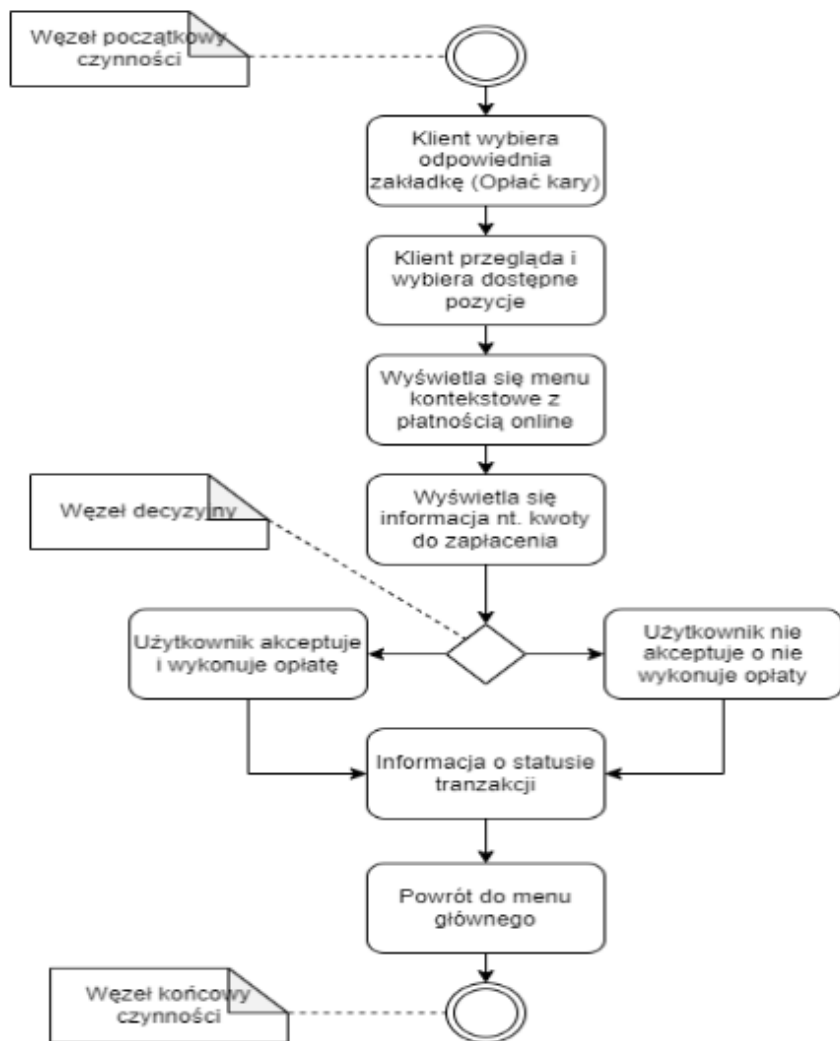 Węzeł początkowy
czynności
Klient wybiera
odpowiednia
zakładkę (Opłać kary)
Klient przegląda i
wybiera dostępne
pozycje
Wyświetla się menu
kontekstowe z
płatnością online
Węzeł decyzyjny
Wyświetla się
informacja nt. kwoty
do zapłacenia
Użytkownik akceptuje
i wykonuje opłatę
Użytkownik nie
akceptuje o nie
wykonuje opłaty
Informacja o statusie
tranzakcji
Powrót do menu
głównego
Węzeł końcowy
czynności